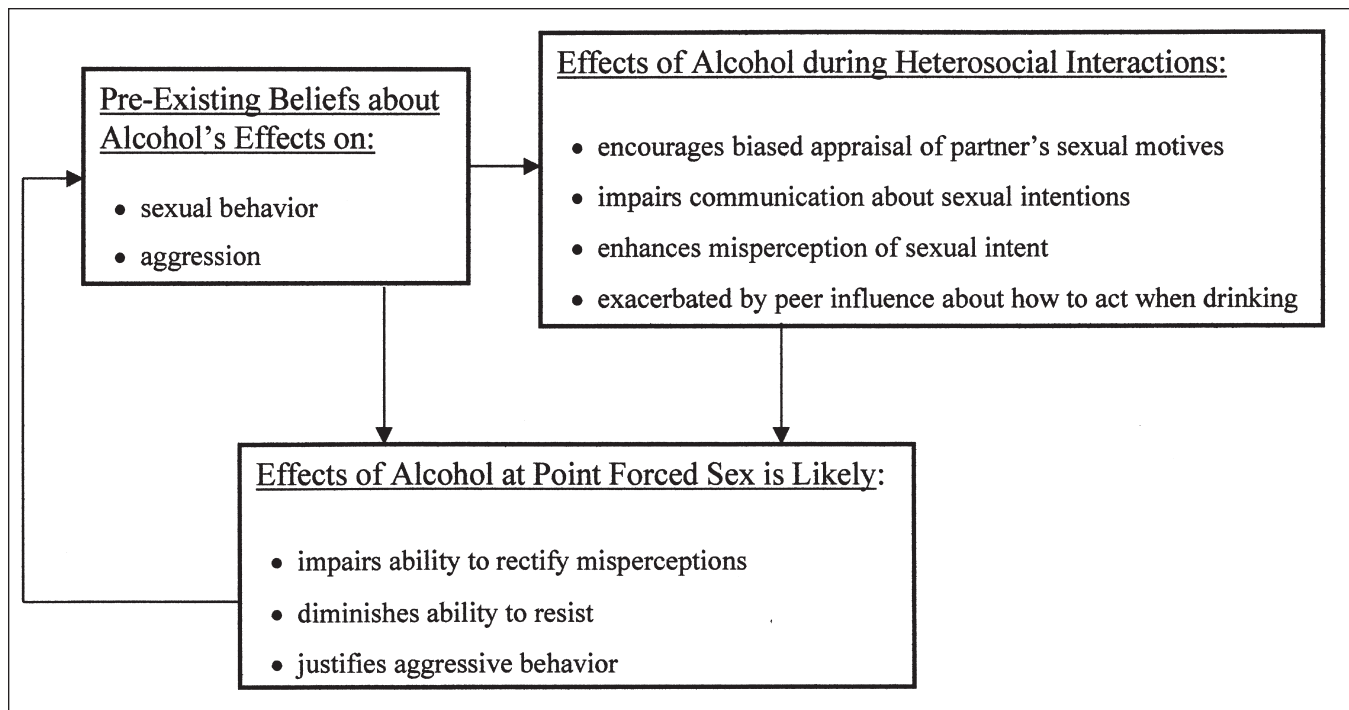 Pre-Existing Beliefs about
Alcohol's Effects on:
• sexual behavior
• aggression
Effects of Alcohol during Heterosocial Interactions:
• encourages biased appraisal of partner's sexual motives
• impairs communication about sexual intentions
• enhances misperception of sexual intent
• exacerbated by peer influence about how to act when drinking
Effects of Alcohol at Point Forced Sex is Likely:
• impairs ability to rectify misperceptions
• diminishes ability to resist
• justifies aggressive behavior